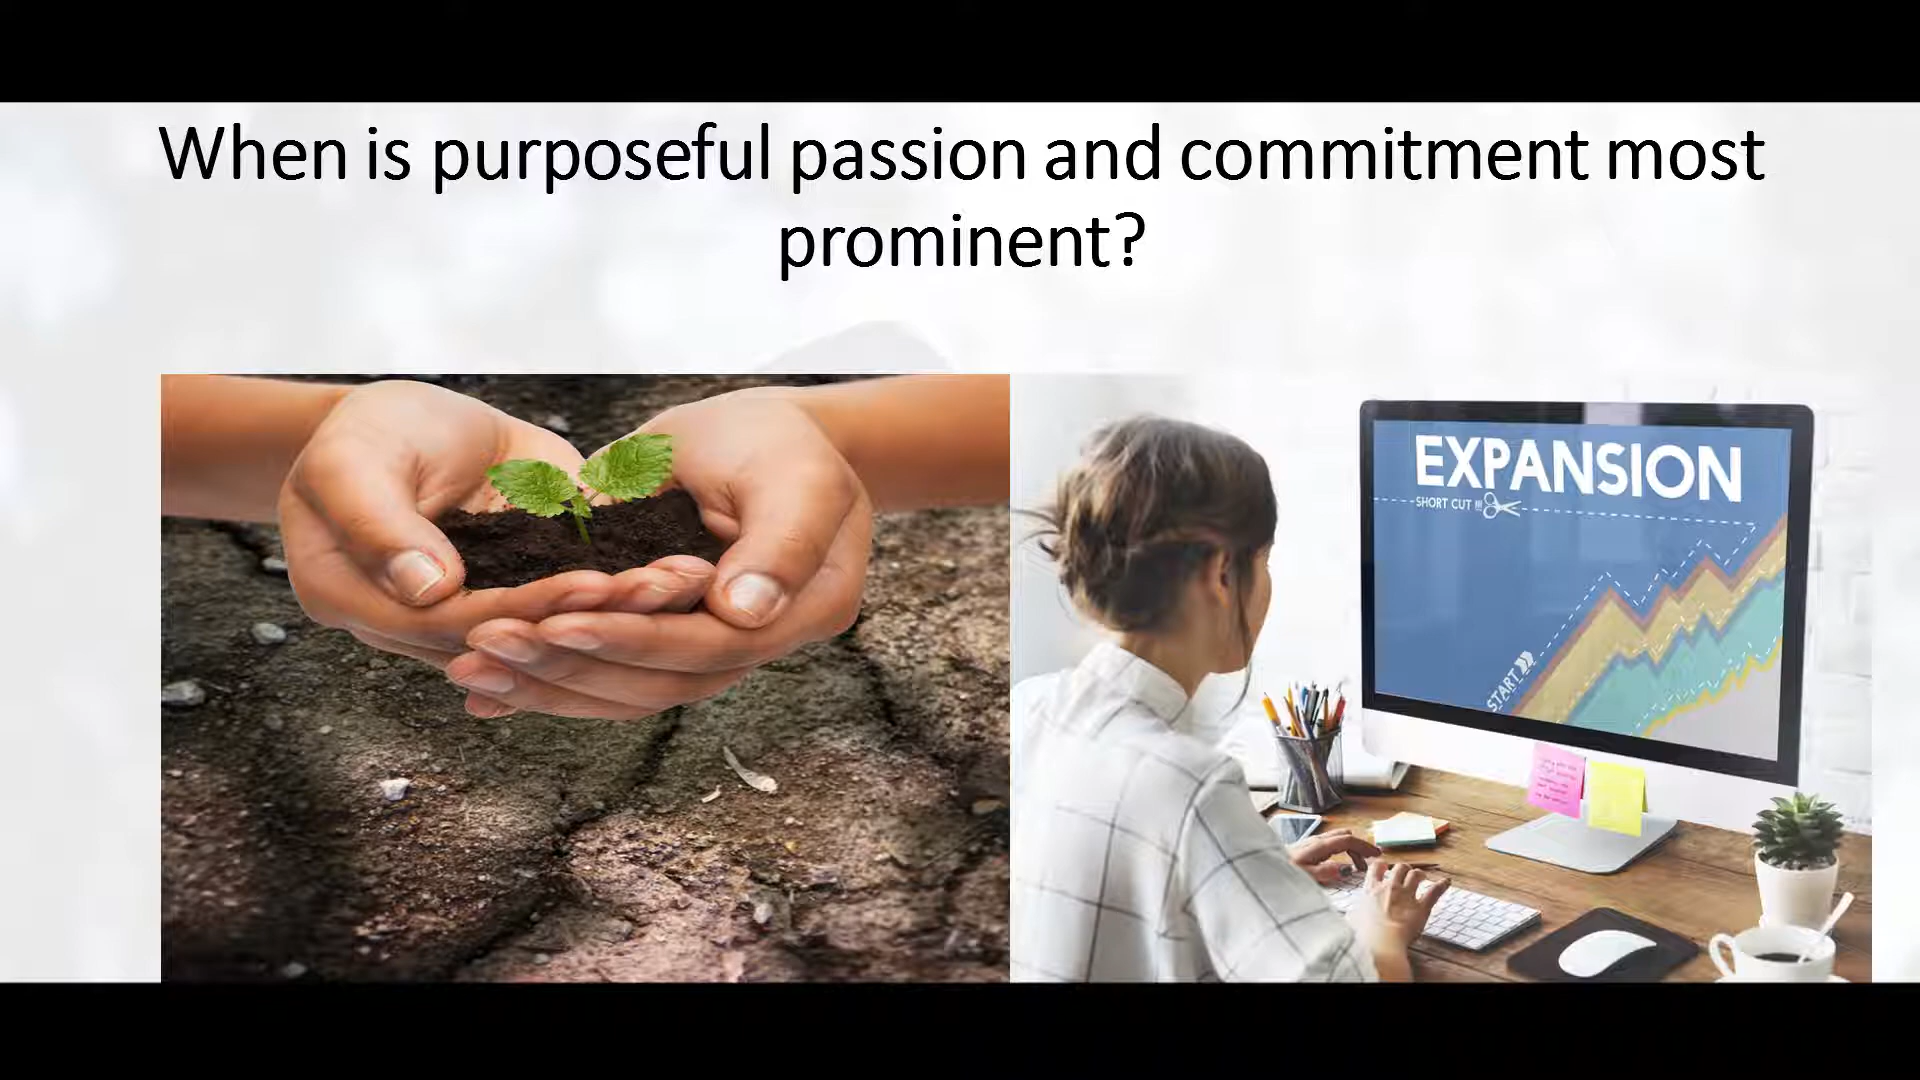 When is purposeful passion and commitment most
prominent?
EXPANSION
SHORT CUT !!!
START